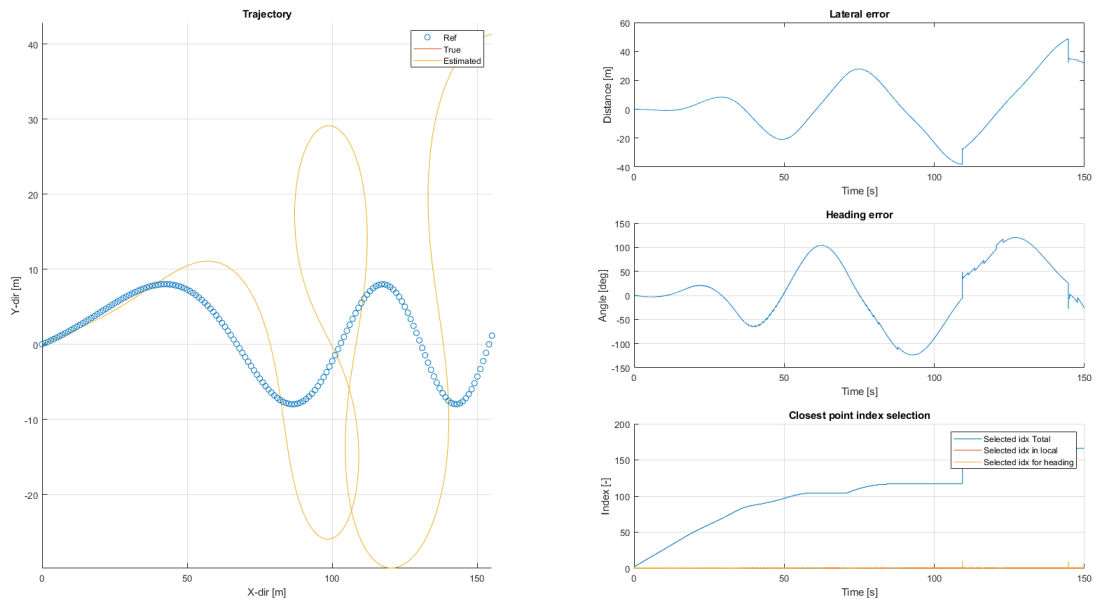 Trajectory
Ref
True
Estimated
40
30
20
10
0
-10
-20
0
50
100
150
Y-dir [m]
X-dir [m]
Lateral error
60
40
20
0
-20
-40
0
50
100
150
Distance [m]
Time [s]
Heading error
150
100
50
0
-50
-100
-150
0
50
100
150
Angle [deg]
Time [s]
Closest point index selection
Selected idx Total
Selected idx in local
Selected idx for heading
200
150
100
50
0
0
50
100
150
Index [-]
Time [s]